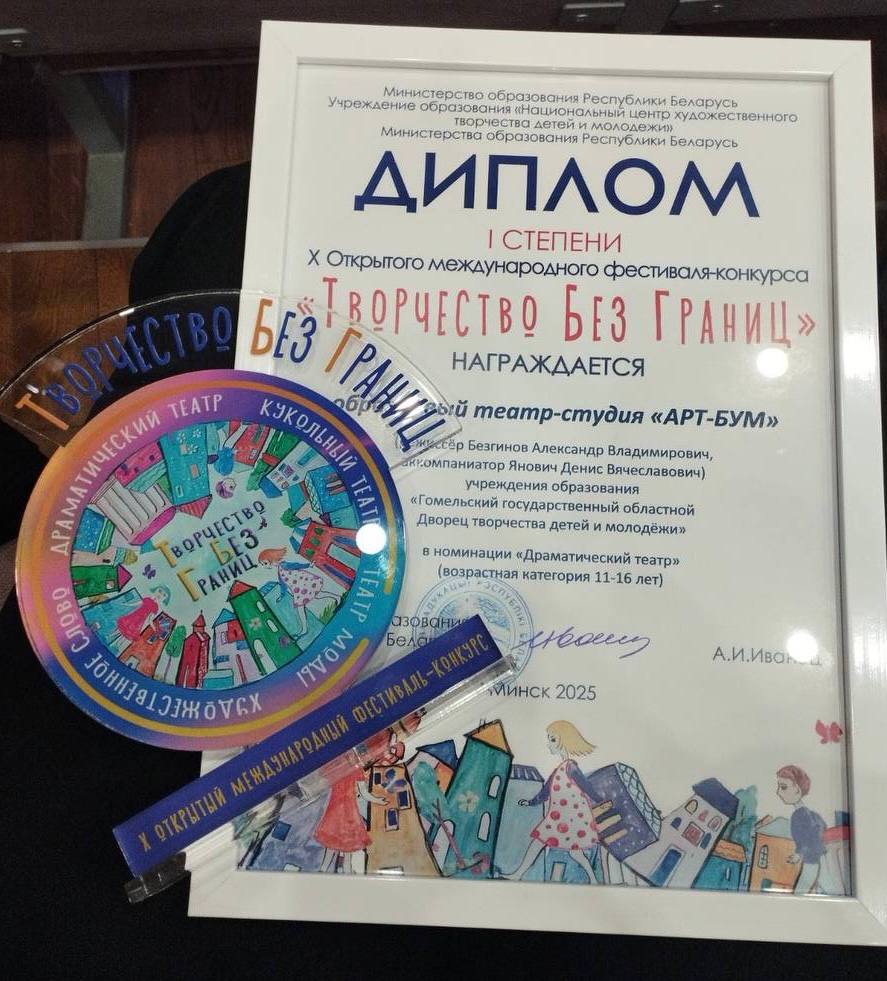 Министерство образования Республики Беларусь
Учреждение образования «Национальный центр художественного
творчества детей и молодежи»
Министерства образования Республики Беларусь
ДИПЛОМ
I СТЕПЕНИ
X Открытого международного фестиваля-конкурса
«ТВОРЧЕСТВО БЕЗ ГРАНИЦ»
НАГРАЖДАЕТСЯ
театр-студия «АРТ-БУМ»
Безгинов Александр Владимирович,
аккомпаниатор Янович Денис Вячеславович)
учреждения образования
«Гомельский государственный областной
Дворец творчества детей и молодёжи»
в номинации «Драматический театр»
(возрастная категория 11-16 лет)
Минск 2025
ТВОРЧЕСТВО БЕЗ ГРАНИЦ
ДРАМАТИЧЕСКИЙ ТЕАТР
КУКОЛЬНЫЙ ТЕАТР
ТЕАТР МОДЫ
ХУДОЖЕСТВЕННОЕ СЛОВО
ТВОРЧЕСТВО
БЕЗ
ГРАНИЦ
X ОТКРЫТЫЙ МЕЖДУНАРОДНЫЙ ФЕСТИВАЛЬ-КОНКУРС